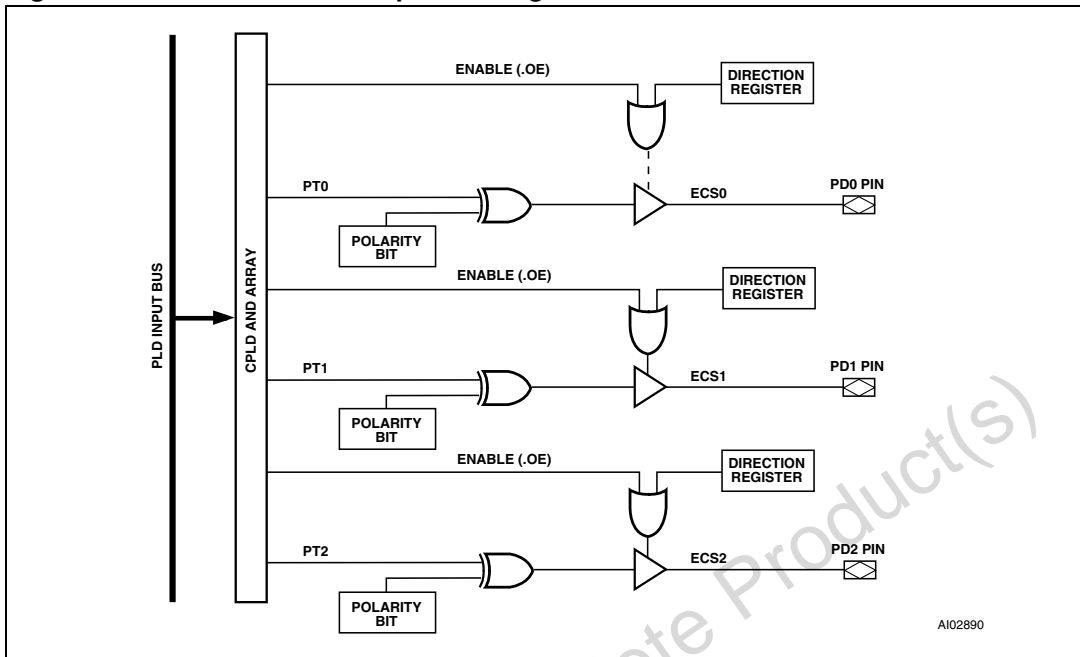 ENABLE (.OE)
DIRECTION
REGISTER
PT0
ECS0
PD0 PIN
POLARITY
BIT
ENABLE (.OE)
DIRECTION
REGISTER
PLD INPUT BUS
CPLD AND ARRAY
PT1
ECS1
PD1 PIN
POLARITY
BIT
ENABLE (.OE)
DIRECTION
REGISTER
PT2
ECS2
PD2 PIN
POLARITY
BIT
AI02890
Product(s)